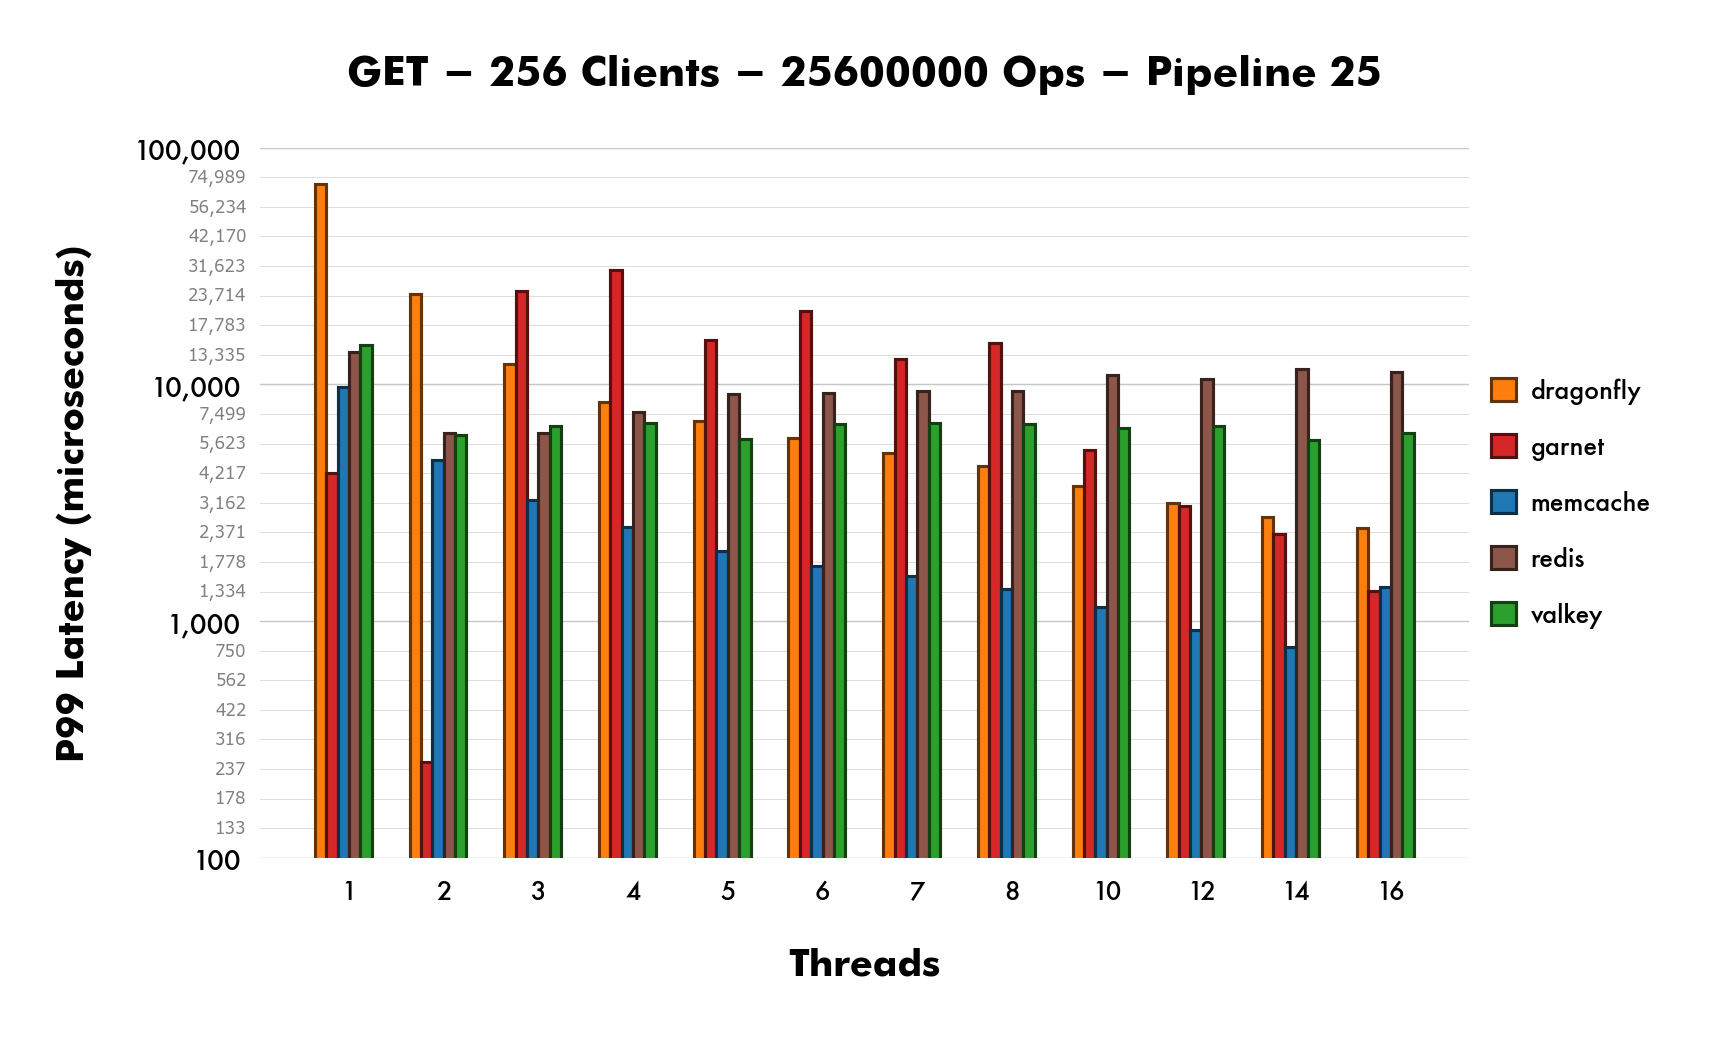 GET – 256 Clients – 25600000 Ops – Pipeline 25
P99 Latency (microseconds)
100,000
74,989
56,234
42,170
31,623
23,714
17,783
13,335
10,000
7,499
5,623
4,217
3,162
2,371
1,778
1,334
1,000
750
562
422
316
237
178
133
100
1 2 3 4 5 6 7 8 10 12 14 16
Threads
dragonfly
garnet
memcache
redis
valkey